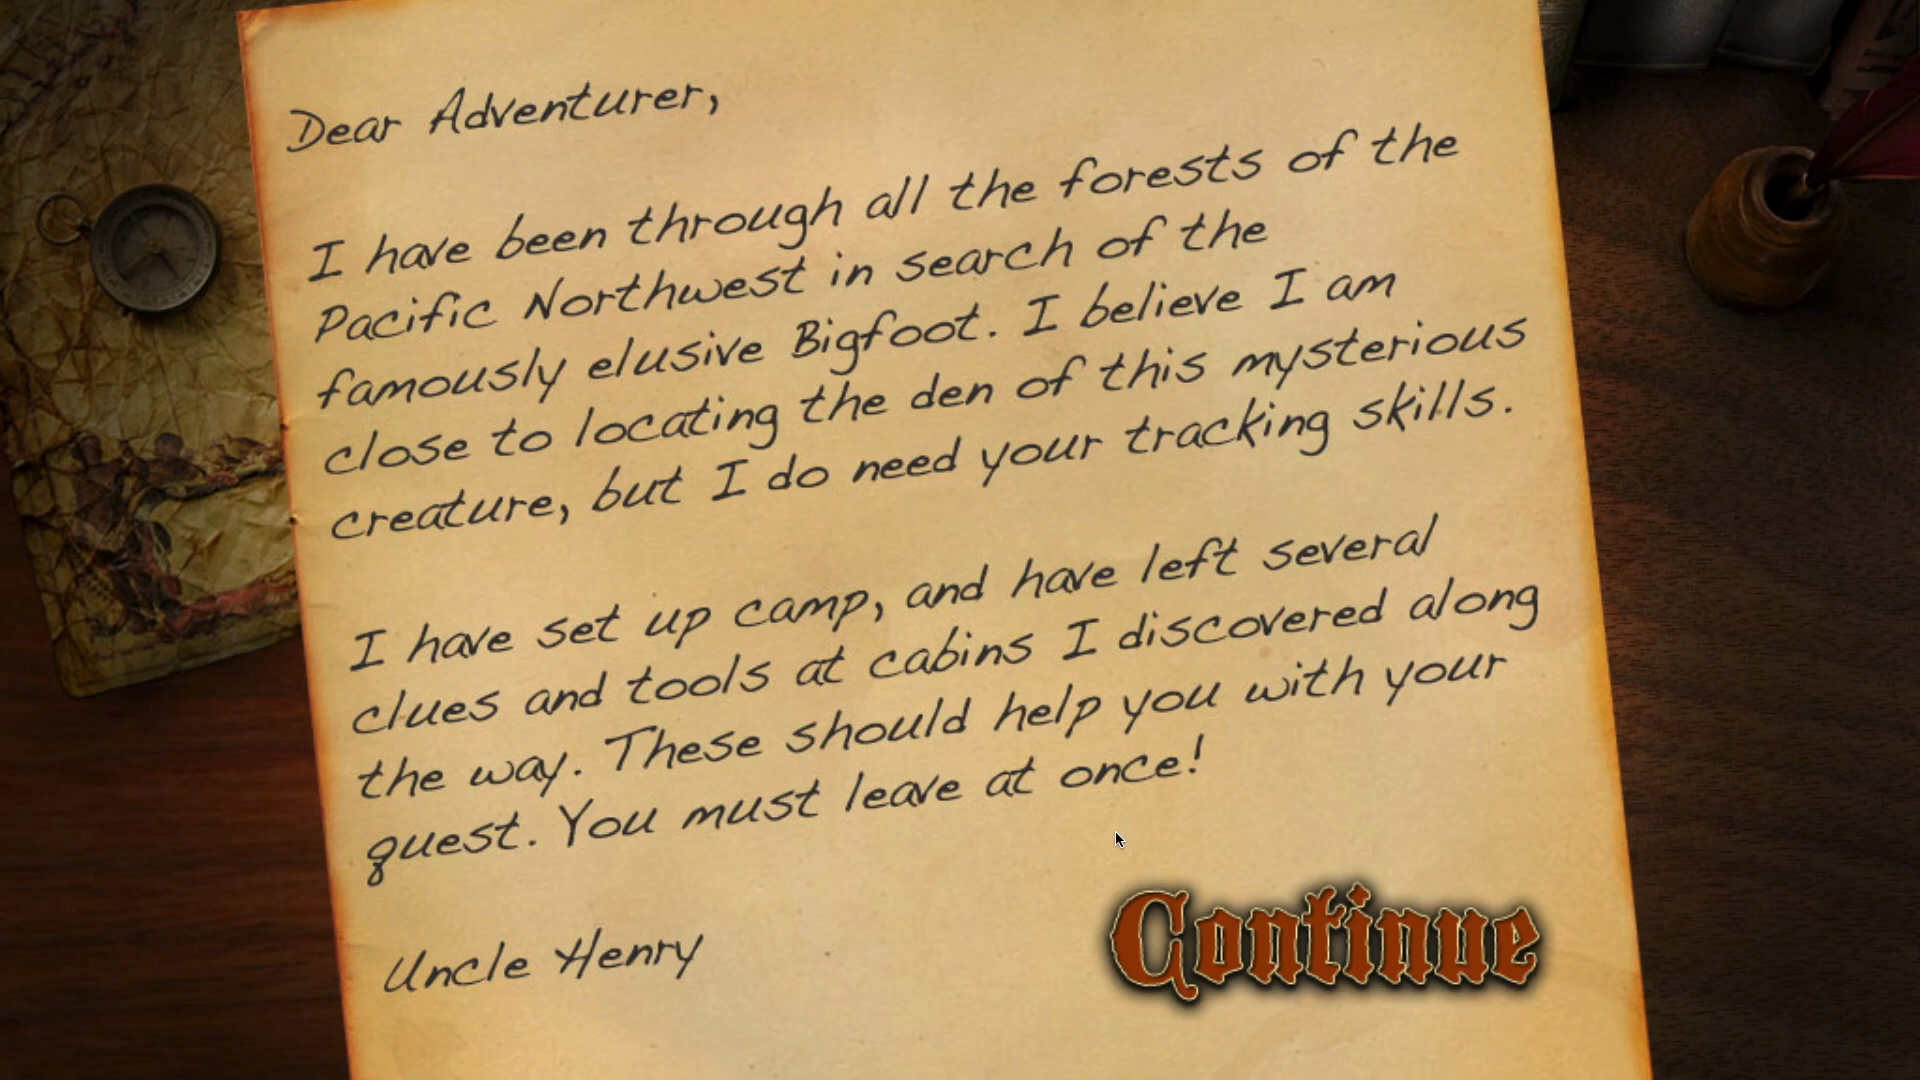 Dear Adventurer,
I have been through all the forests of the
Pacific Northwest in search of the
famously elusive Bigfoot. I believe I am
close to locating the den of this mysterious
creature, but I do need your tracking skills.
I have set up camp, and have left several
clues and tools at cabins I discovered along
the way. These should help you with your
quest. You must leave at once!
Uncle Henry
Continue